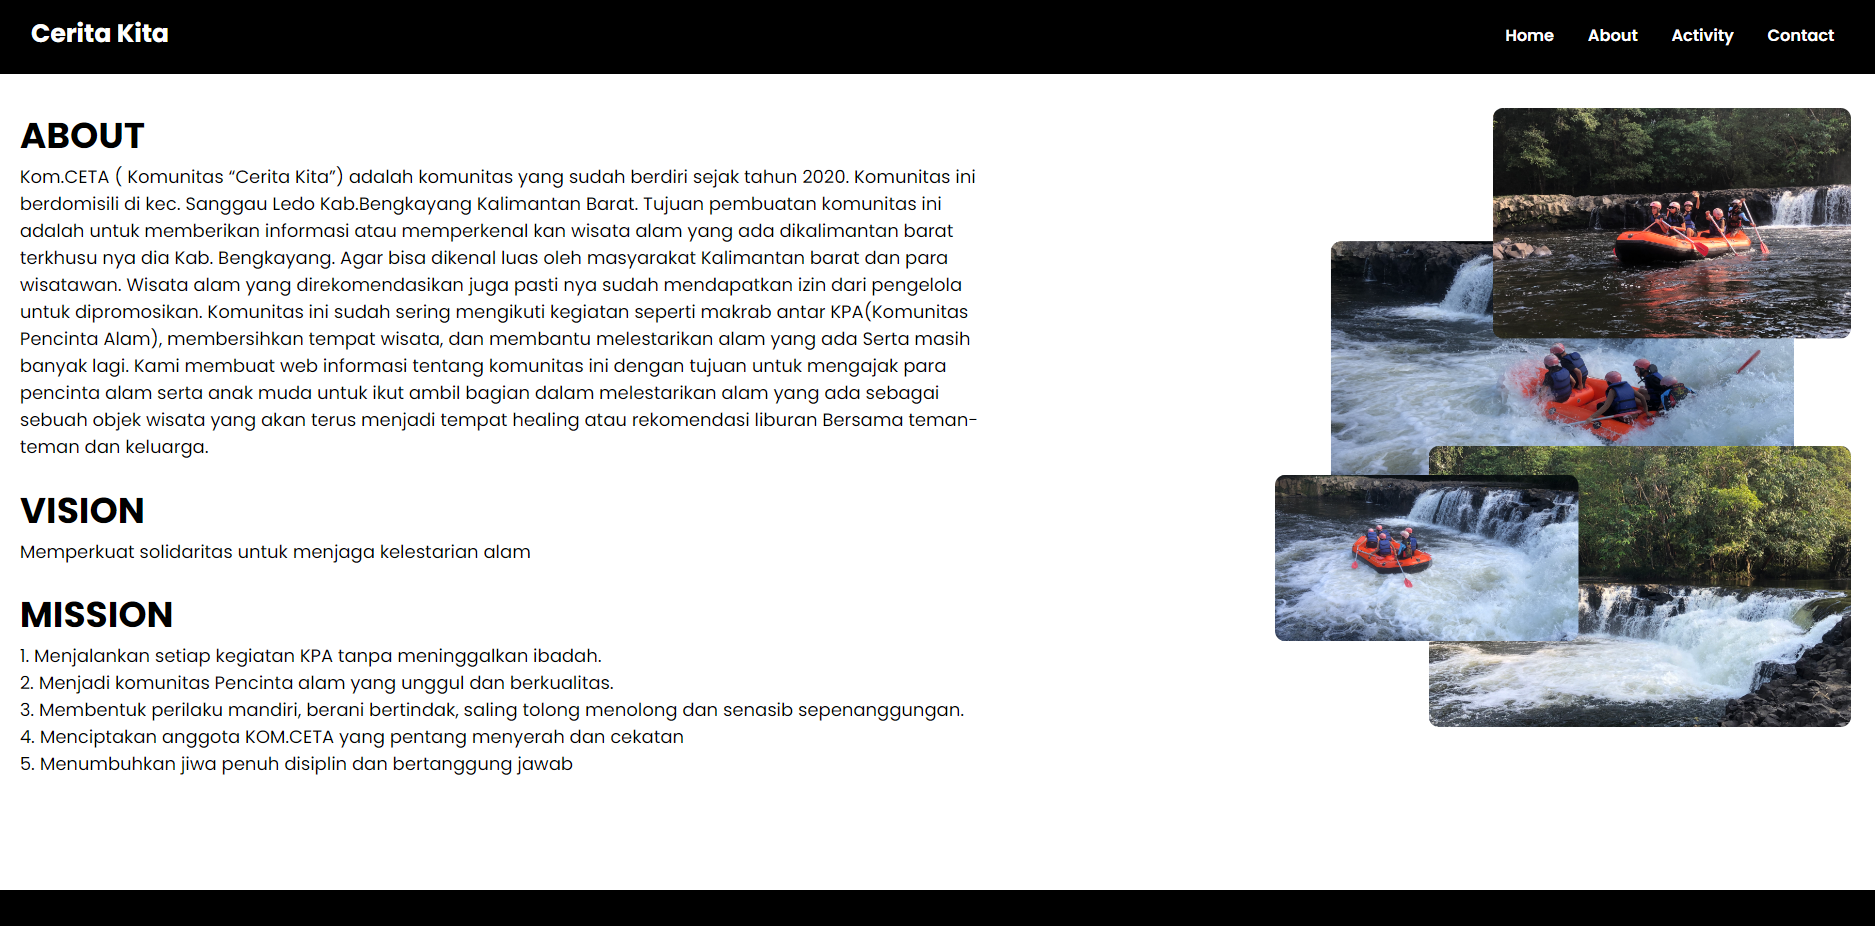 Cerita Kita
Home About Activity Contact
ABOUT
Kom.CETA ( Komunitas “Cerita Kita”) adalah komunitas yang sudah berdiri sejak tahun 2020. Komunitas ini
berdomisili di kec. Sanggau Ledo Kab.Bengkayang Kalimantan Barat. Tujuan pembuatan komunitas ini
adalah untuk memberikan informasi atau memperkenal kan wisata alam yang ada dikalimantan barat
terkhusu nya dia Kab. Bengkayang. Agar bisa dikenal luas oleh masyarakat Kalimantan barat dan para
wisatawan. Wisata alam yang direkomendasikan juga pasti nya sudah mendapatkan izin dari pengelola
untuk dipromosikan. Komunitas ini sudah sering mengikuti kegiatan seperti makrab antar KPA(Komunitas
Pencinta Alam), membersihkan tempat wisata, dan membantu melestarikan alam yang ada Serta masih
banyak lagi. Kami membuat web informasi tentang komunitas ini dengan tujuan untuk mengajak para
pencinta alam serta anak muda untuk ikut ambil bagian dalam melestarikan alam yang ada sebagai
sebuah objek wisata yang akan terus menjadi tempat healing atau rekomendasi liburan Bersama teman-
teman dan keluarga.
VISION
Memperkuat solidaritas untuk menjaga kelestarian alam
MISSION
1. Menjalankan setiap kegiatan KPA tanpa meninggalkan ibadah.
2. Menjadi komunitas Pencinta alam yang unggul dan berkualitas.
3. Membentuk perilaku mandiri, berani bertindak, saling tolong menolong dan senasib sepenanggungan.
4. Menciptakan anggota KOM.CETA yang pentang menyerah dan cekatan
5. Menumbuhkan jiwa penuh disiplin dan bertanggung jawab